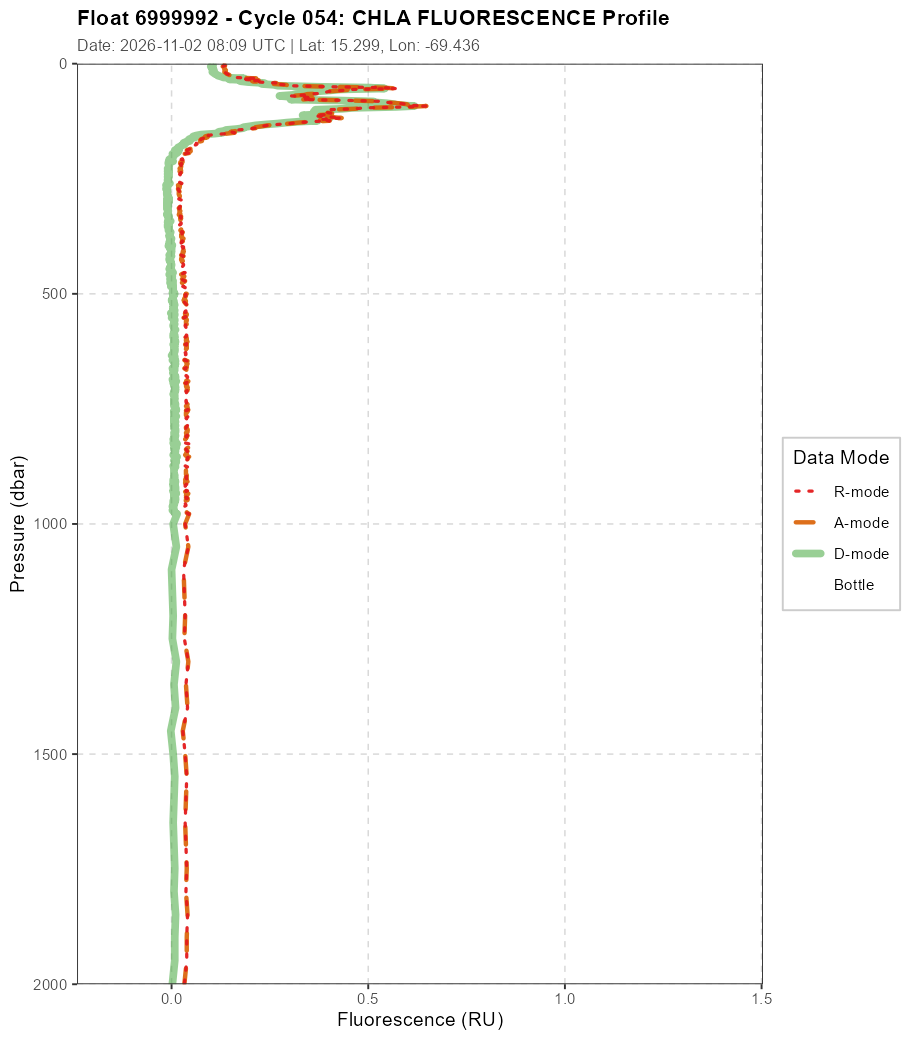 Float 6999992 - Cycle 054: CHLA FLUORESCENCE Profile
Date: 2026-11-02 08:09 UTC | Lat: 15.299, Lon: -69.436
0
500
1000
1500
2000
Pressure (dbar)
0.0
0.5
1.0
1.5
Fluorescence (RU)
Data Mode
R-mode
A-mode
D-mode
Bottle